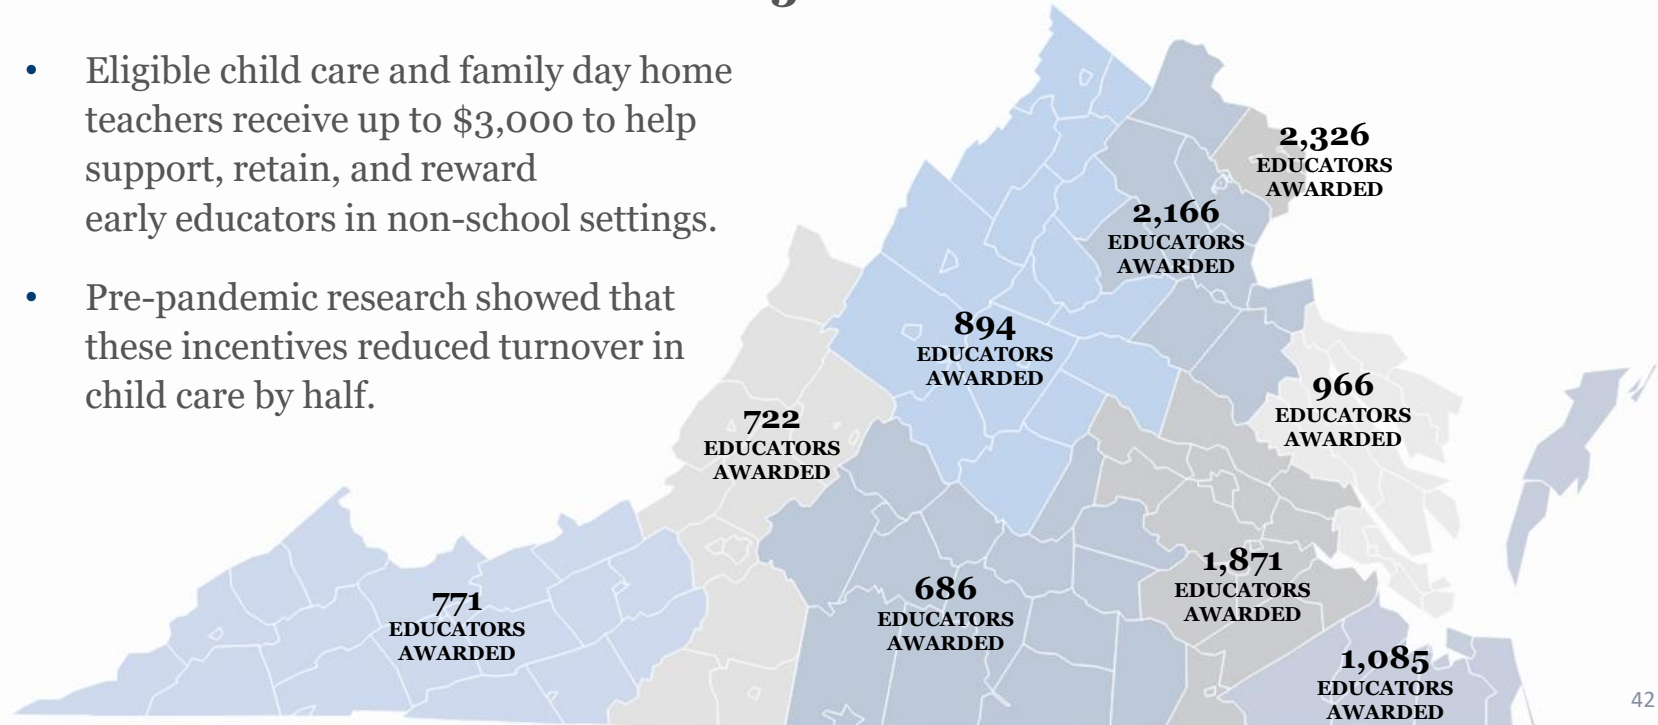 • Eligible child care and family day home
teachers receive up to $3,000 to help
support, retain, and reward
early educators in non-school settings.
• Pre-pandemic research showed that
these incentives reduced turnover in
child care by half.
2,326
EDUCATORS
AWARDED
2,166
EDUCATORS
AWARDED
894
EDUCATORS
AWARDED
966
EDUCATORS
AWARDED
722
EDUCATORS
AWARDED
1,871
EDUCATORS
AWARDED
771
EDUCATORS
AWARDED
686
EDUCATORS
AWARDED
1,085
EDUCATORS
AWARDED
42